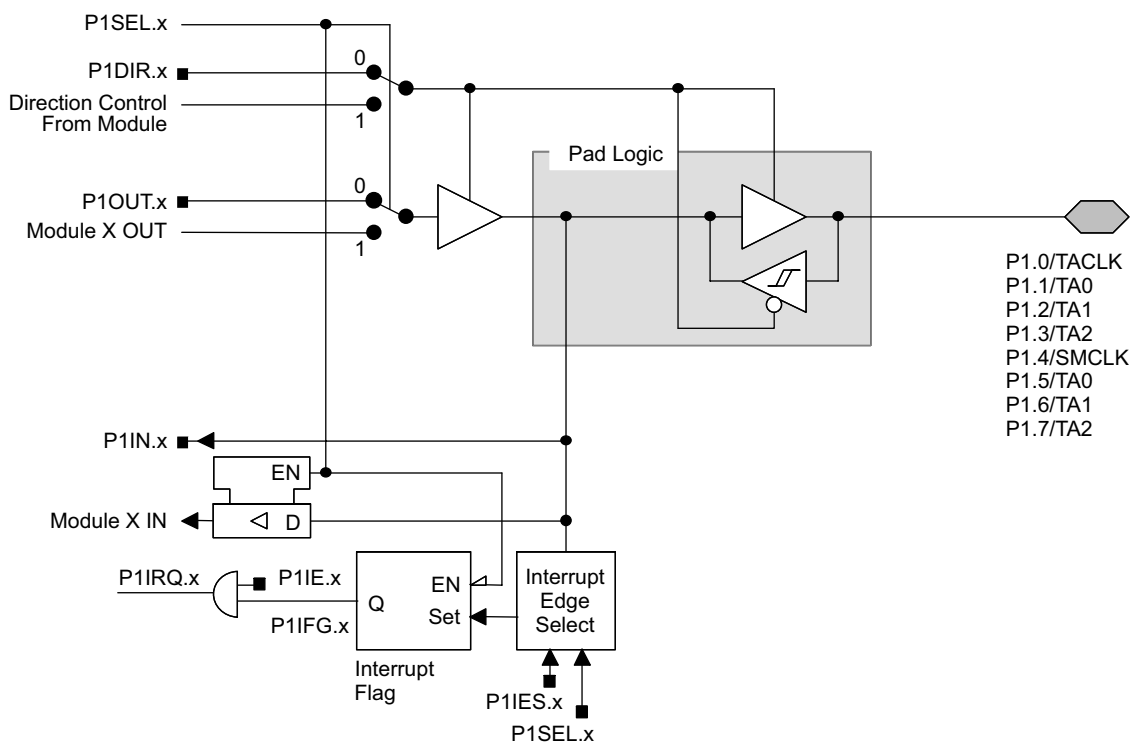 P1SEL.x
P1DIR.x
0
Direction Control
From Module
1
Pad Logic
P1OUT.x
0
Module X OUT
1
P1.0/TACLK
P1.1/TA0
P1.2/TA1
P1.3/TA2
P1.4/SMCLK
P1.5/TA0
P1.6/TA1
P1.7/TA2
P1IN.x
EN
Module X IN
D
P1IRQ.x
P1IE.x
P1IFG.x
Q
EN
Set
Interrupt
Edge
Select
Interrupt
Flag
P1IES.x
P1SEL.x